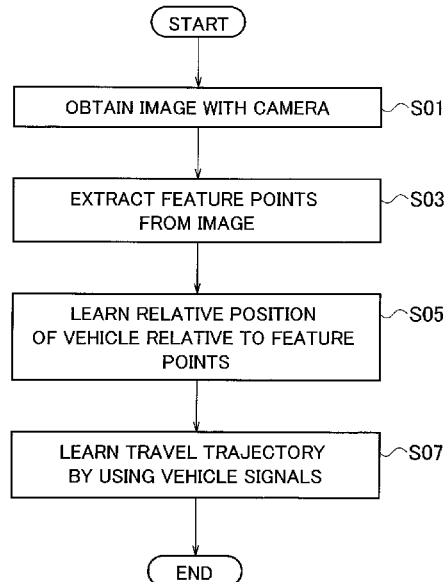 START
OBTAIN IMAGE WITH CAMERA
S01
EXTRACT FEATURE POINTS
FROM IMAGE
S03
LEARN RELATIVE POSITION
OF VEHICLE RELATIVE TO FEATURE
POINTS
S05
LEARN TRAVEL TRAJECTORY
BY USING VEHICLE SIGNALS
S07
END